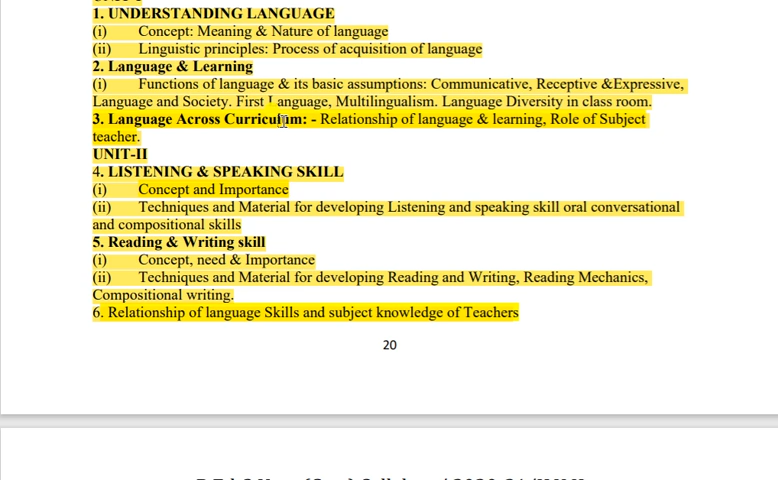 1. UNDERSTANDING LANGUAGE
(i) Concept: Meaning & Nature of language
(ii) Linguistic principles: Process of acquisition of language
2. Language & Learning
(i) Functions of language & its basic assumptions: Communicative, Receptive &Expressive,
Language and Society. First Language, Multilingualism. Language Diversity in class room.
3. Language Across Curriculum: - Relationship of language & learning, Role of Subject
teacher.
UNIT-II
4. LISTENING & SPEAKING SKILL
(i) Concept and Importance
(ii) Techniques and Material for developing Listening and speaking skill oral conversational
and compositional skills
5. Reading & Writing skill
(i) Concept, need & Importance
(ii) Techniques and Material for developing Reading and Writing, Reading Mechanics,
Compositional writing.
6. Relationship of language Skills and subject knowledge of Teachers
20